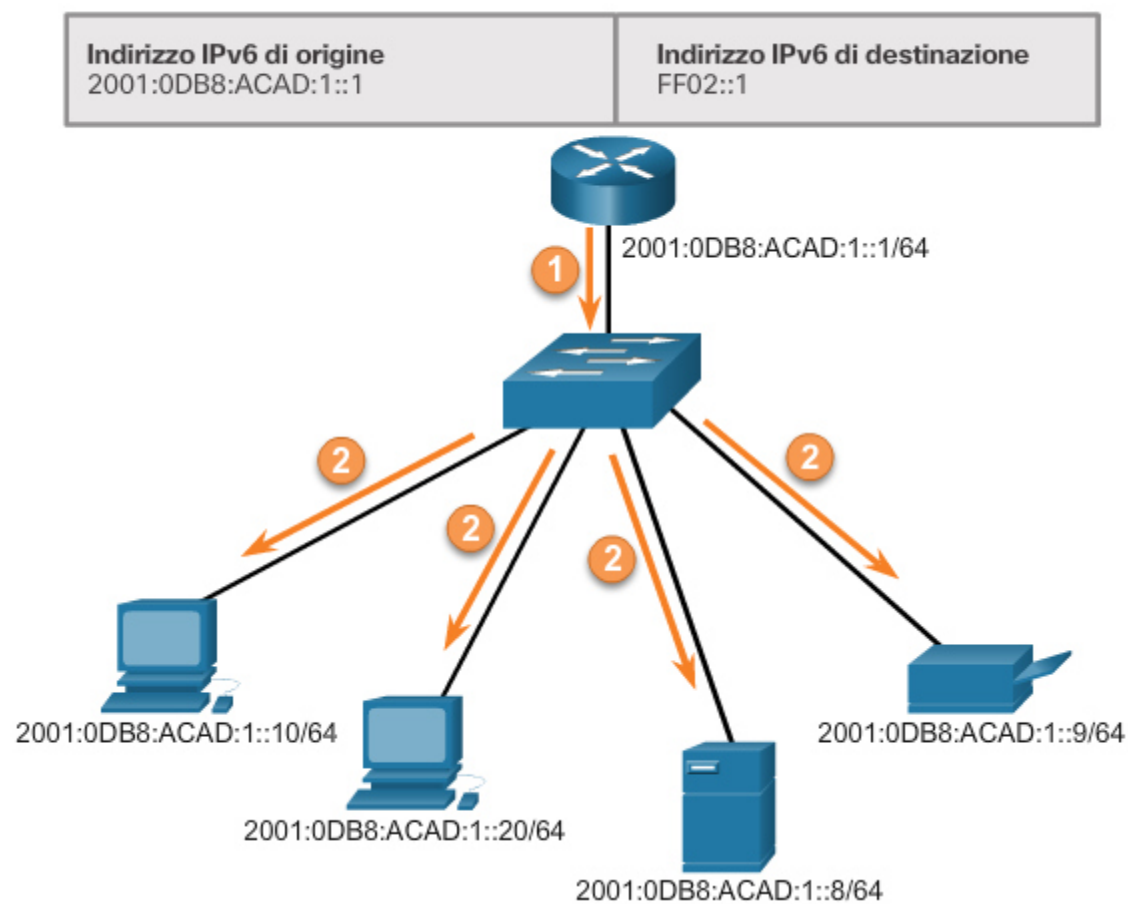 Indirizzo IPv6 di origine
2001:0DB8:ACAD:1::1
Indirizzo IPv6 di destinazione
FF02::1
2001:0DB8:ACAD:1::1/64
1
2
2
2
2
2001:0DB8:ACAD:1::10/64
2001:0DB8:ACAD:1::20/64
2001:0DB8:ACAD:1::8/64
2001:0DB8:ACAD:1::9/64